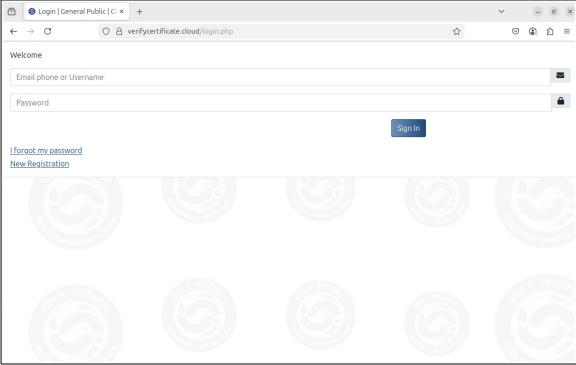 Login | General Public | C
verifycertificate.cloud/login.php
Welcome
Email phone or Username
Password
Sign In
I forgot my password
New Registration